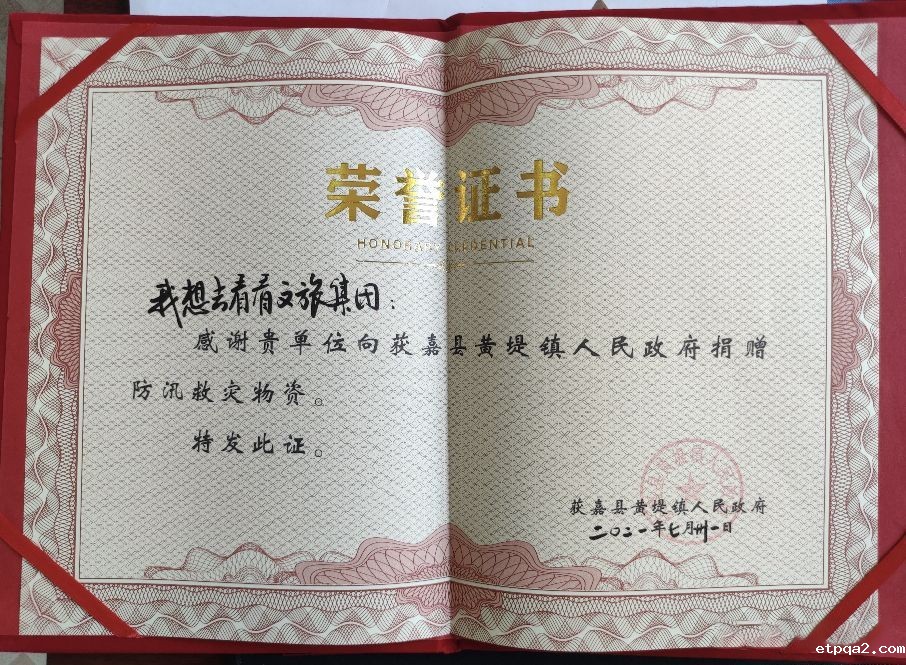 荣誉证书
HONORARY CREDENTIAL
我想去看看文旅集团:
感谢贵单位向获嘉县黄堤镇人民政府捐赠
防汛救灾物资。
特发此证。
获嘉县黄堤镇人民政府
二〇二一年七月卅一日
etpqa2.com